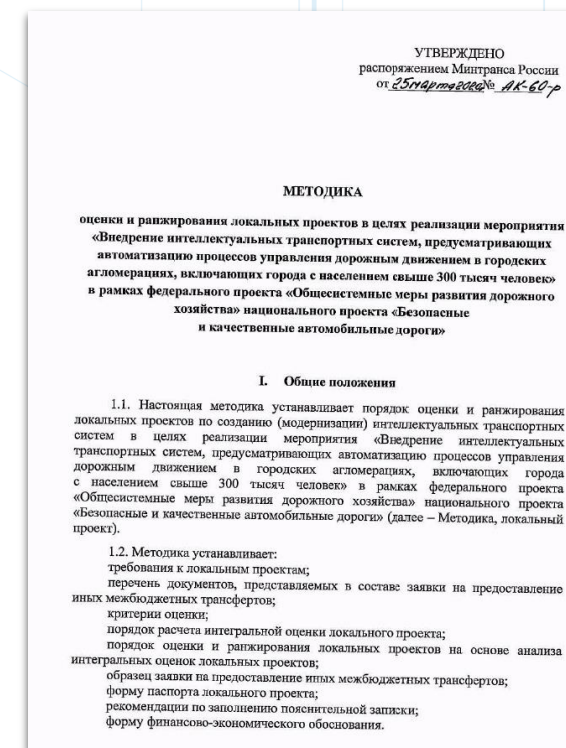 УТВЕРЖДЕНО
распоряжением Минтранса России
от 25 марта 2020 № АК-60-р
МЕТОДИКА
оценки и ранжирования локальных проектов в целях реализации мероприятия
«Внедрение интеллектуальных транспортных систем, предусматривающих
автоматизацию процессов управления дорожным движением в городских
агломерациях, включающих города с населением свыше 300 тысяч человек»
в рамках федерального проекта «Общесистемные меры развития дорожного
хозяйства» национального проекта «Безопасные
и качественные автомобильные дороги»
I. Общие положения
1.1. Настоящая методика устанавливает порядок оценки и ранжирования
локальных проектов по созданию (модернизации) интеллектуальных транспортных
систем в целях реализации мероприятия «Внедрение интеллектуальных
транспортных систем, предусматривающих автоматизацию процессов управления
дорожным движением в городских агломерациях, включающих города
с населением свыше 300 тысяч человек» в рамках федерального проекта
«Общесистемные меры развития дорожного хозяйства» национального проекта
«Безопасные и качественные автомобильные дороги» (далее – Методика, локальный
проект).
1.2. Методика устанавливает:
требования к локальным проектам;
перечень документов, представляемых в составе заявки на предоставление
иных межбюджетных трансфертов;
критерии оценки;
порядок расчета интегральной оценки локального проекта;
порядок оценки и ранжирования локальных проектов на основе анализа
интегральных оценок локальных проектов;
образец заявки на предоставление иных межбюджетных трансфертов;
форму паспорта локального проекта;
рекомендации по заполнению пояснительной записки;
форму финансово-экономического обоснования.